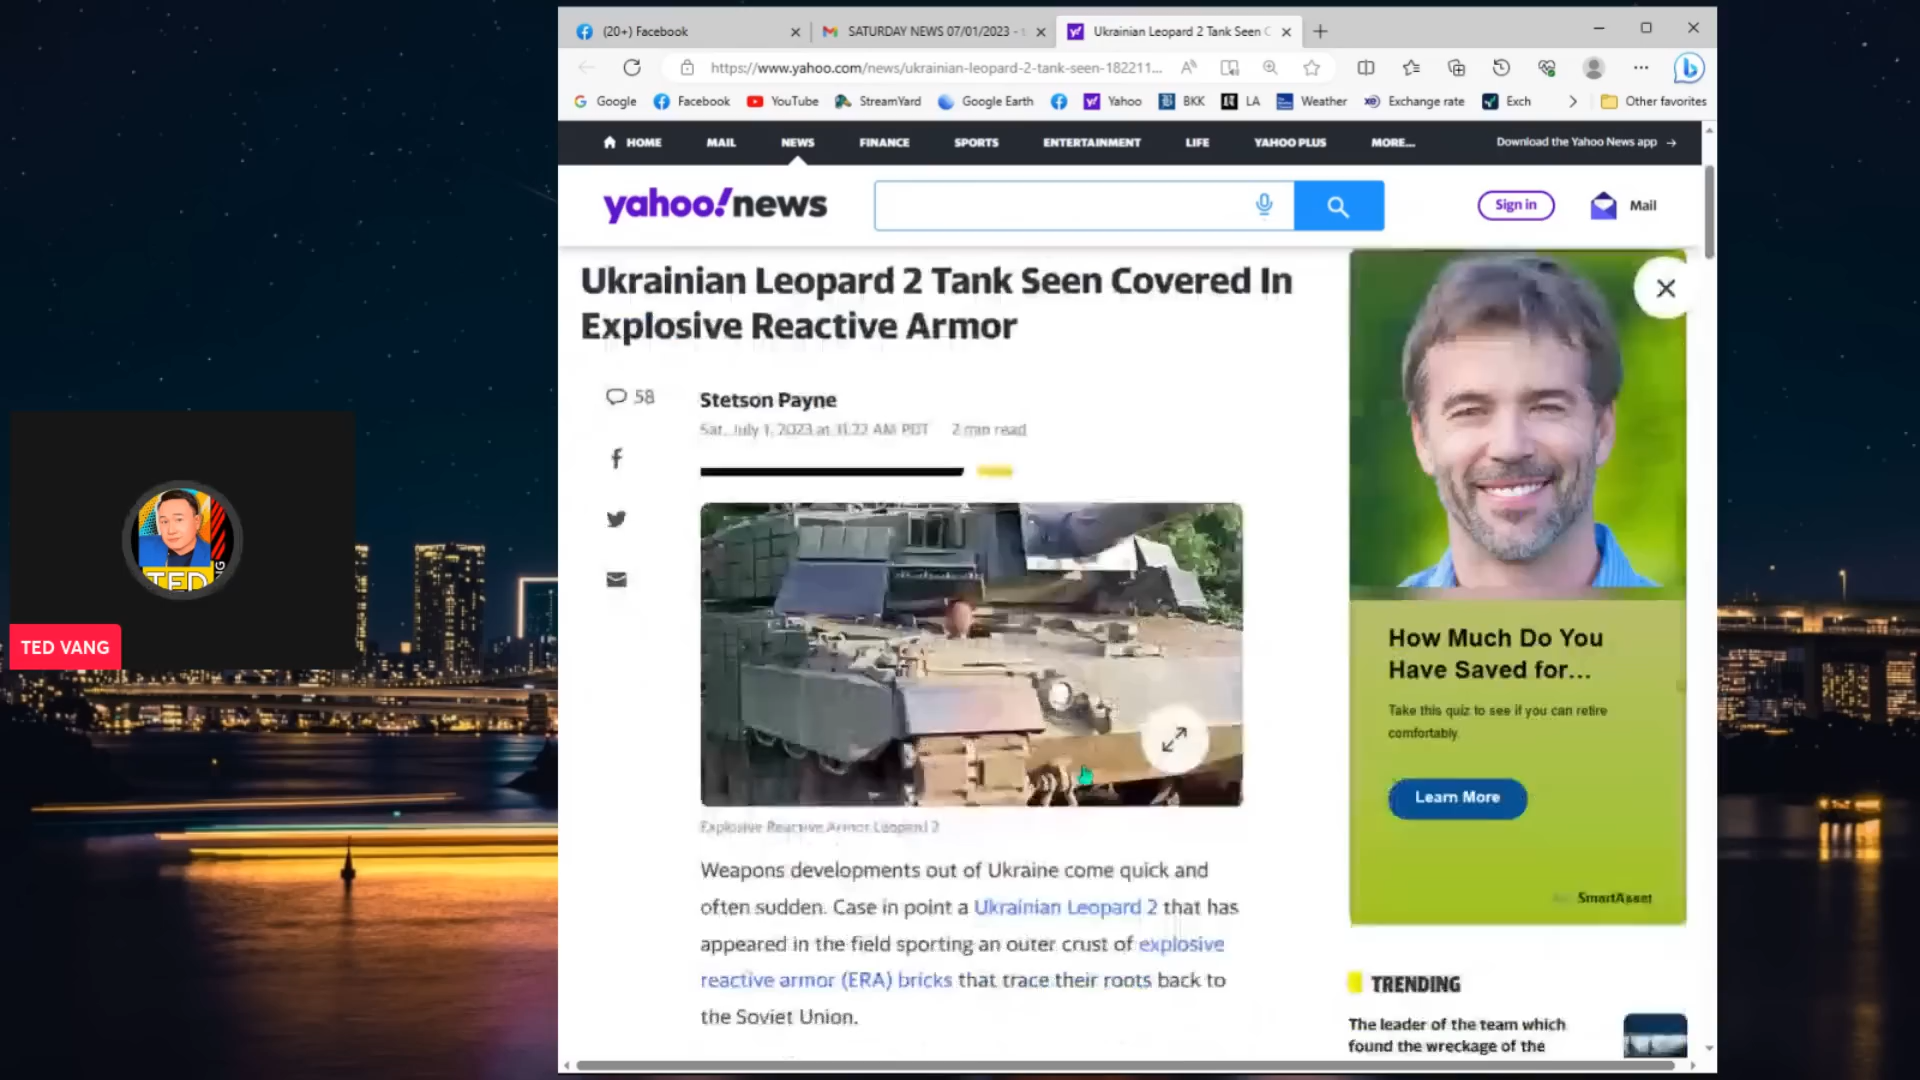 (20+) Facebook
SATURDAY NEWS 07/01/2023 -
Ukrainian Leopard 2 Tank Seen C
https://www.yahoo.com/news/ukrainian-leopard-2-tank-seen-182211...
Google
Facebook
YouTube
StreamYard
Google Earth
Yahoo
BKK
LA
Weather
Exchange rate
Exch
Other favorites
HOME
MAIL
NEWS
FINANCE
SPORTS
ENTERTAINMENT
LIFE
YAHOO PLUS
MORE...
Download the Yahoo News app →
yahoo!news
Sign in
Mail
Ukrainian Leopard 2 Tank Seen Covered In
Explosive Reactive Armor
58
Stetson Payne
Sat, July 1, 2023 at 11:22 AM PDT
2 min read
Explosive Reactive Armor Leopard 2
Weapons developments out of Ukraine come quick and
often sudden. Case in point a Ukrainian Leopard 2 that has
appeared in the field sporting an outer crust of explosive
reactive armor (ERA) bricks that trace their roots back to
the Soviet Union.
How Much Do You
Have Saved for...
Take this quiz to see if you can retire
comfortably.
Learn More
SmartAsset
TRENDING
The leader of the team which
found the wreckage of the
TED
TED VANG